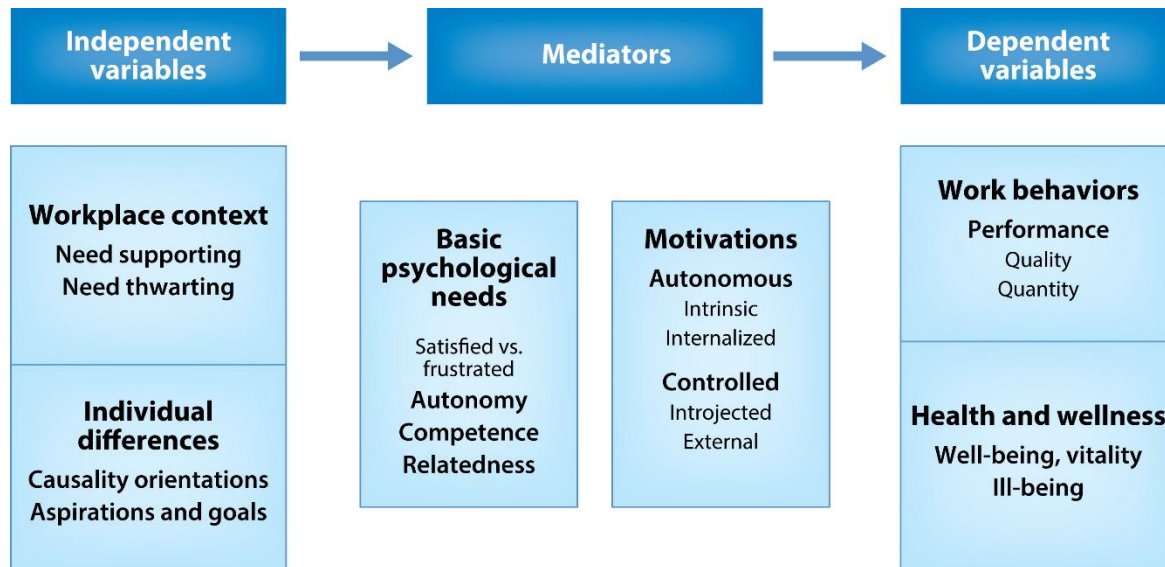 Independent
variables
Mediators
Dependent
variables
Workplace context
Need supporting
Need thwarting
Individual
differences
Causality orientations
Aspirations and goals
Basic
psychological
needs
Satisfied vs.
frustrated
Autonomy
Competence
Relatedness
Motivations
Autonomous
Intrinsic
Internalized
Controlled
Introjected
External
Work behaviors
Performance
Quality
Quantity
Health and wellness
Well-being, vitality
Ill-being